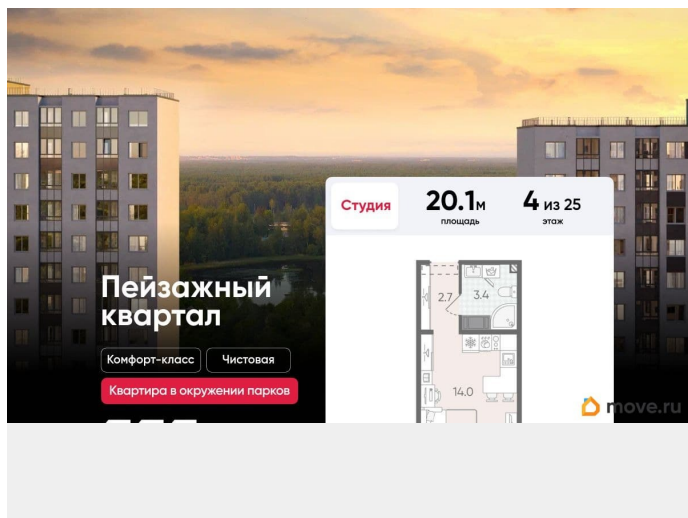 Студия
20.1м
площадь
4 из 25
этаж
2.7
3.4
Пейзажный
квартал
Комфорт-класс
Чистовая
Квартира в окружении парков
14.0
move.ru